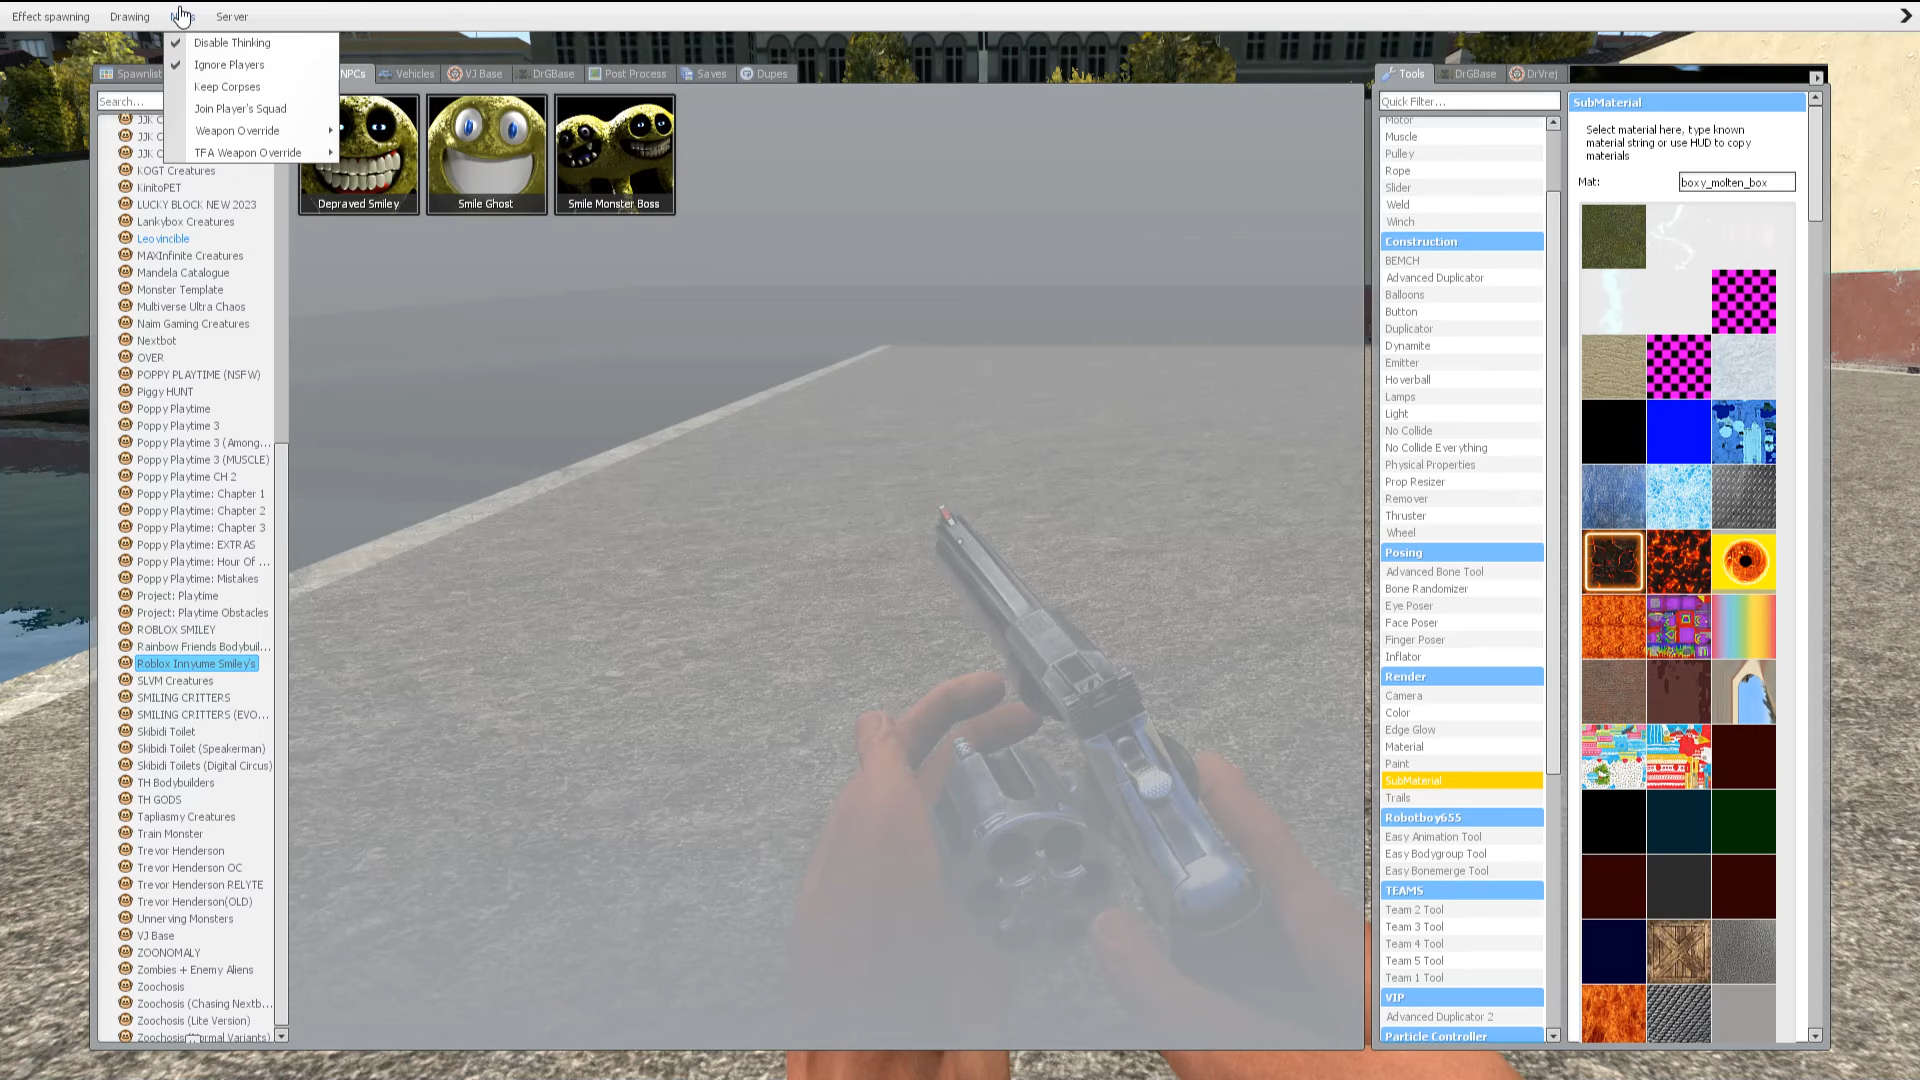 Effect spawning
Drawing
Server
Disable Thinking
Ignore Players
Keep Corpses
Join Player's Squad
Weapon Override
TFA Weapon Override
Spawnlist
NPCs
Vehicles
VJ Base
DrGBase
Post Process
Saves
Dupes
Search...
KOGT Creatures
KinitoPET
LUCKY BLOCK NEW 2023
Lankybox Creatures
Leovincible
MAXInfinite Creatures
Mandela Catalogue
Monster Template
Multiverse Ultra Chaos
Naim Gaming Creatures
Nextbot
OVER
POPPY PLAYTIME (NSFW)
Piggy HUNT
Poppy Playtime
Poppy Playtime 3
Poppy Playtime 3 (Among...
Poppy Playtime 3 (MUSCLE)
Poppy Playtime CH 2
Poppy Playtime: Chapter 1
Poppy Playtime: Chapter 2
Poppy Playtime: Chapter 3
Poppy Playtime: EXTRAS
Poppy Playtime: Hour Of ...
Poppy Playtime: Mistakes
Project: Playtime
Project: Playtime Obstacles
ROBLOX SMILEY
Rainbow Friends Bodybuil...
Roblox Innyume Smiley's
SLVM Creatures
SMILING CRITTERS
SMILING CRITTERS (EVO...
Skibidi Toilet
Skibidi Toilet (Speakerman)
Skibidi Toilets (Digital Circus)
TH Bodybuilders
TH GODS
Tapliasmy Creatures
Train Monster
Trevor Henderson
Trevor Henderson OC
Trevor Henderson RELYTE
Trevor Henderson(OLD)
Unnerving Monsters
VJ Base
ZOONOMALY
Zombies + Enemy Aliens
Zoochosis
Zoochosis (Chasing Nextb...
Zoochosis (Lite Version)
Depraved Smiley
Smile Ghost
Smile Monster Boss
Tools
DrGBase
DrVrej
Quick Filter...
Motor
Muscle
Pulley
Rope
Slider
Weld
Winch
Construction
BEMCH
Advanced Duplicator
Balloons
Button
Duplicator
Dynamite
Emitter
Hoverball
Lamps
Light
No Collide
No Collide Everything
Physical Properties
Prop Resizer
Remover
Thruster
Wheel
Posing
Advanced Bone Tool
Bone Randomizer
Eye Poser
Face Poser
Finger Poser
Inflator
Render
Camera
Color
Edge Glow
Material
Paint
SubMaterial
Trails
Robotboy655
Easy Animation Tool
Easy Bodygroup Tool
Easy Bonemerge Tool
TEAMS
Team 2 Tool
Team 3 Tool
Team 4 Tool
Team 5 Tool
Team 1 Tool
VIP
Advanced Duplicator 2
Particle Controller
SubMaterial
Select material here, type known
material string or use HUD to copy
materials
Mat:
boxy_molten_box